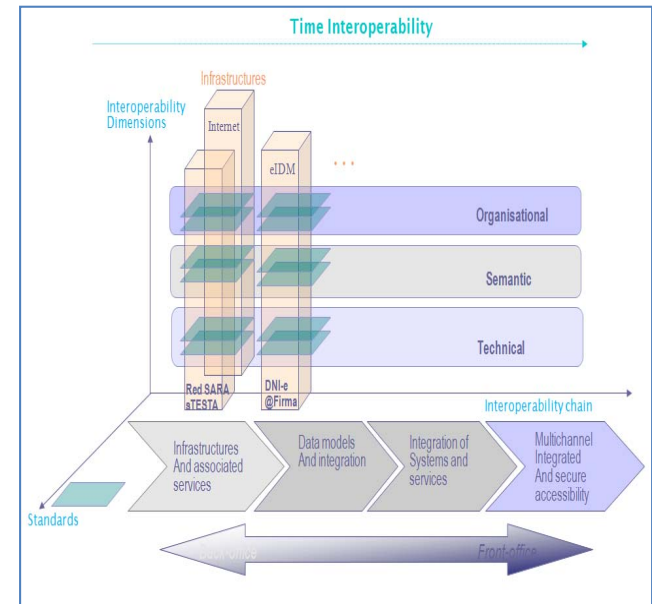 Time Interoperability
Infrastructures
Interoperability
Dimensions
Internet
eIDM
. . .
Organisational
Semantic
Technical
Red SARA
sTESTA
DNI-e
@Firma
Interoperability chain
Infrastructures
And associated
services
Data models
And integration
Integration of
Systems and
services
Multichannel
Integrated
And secure
accessibility
Standards
Back-office
Front-office